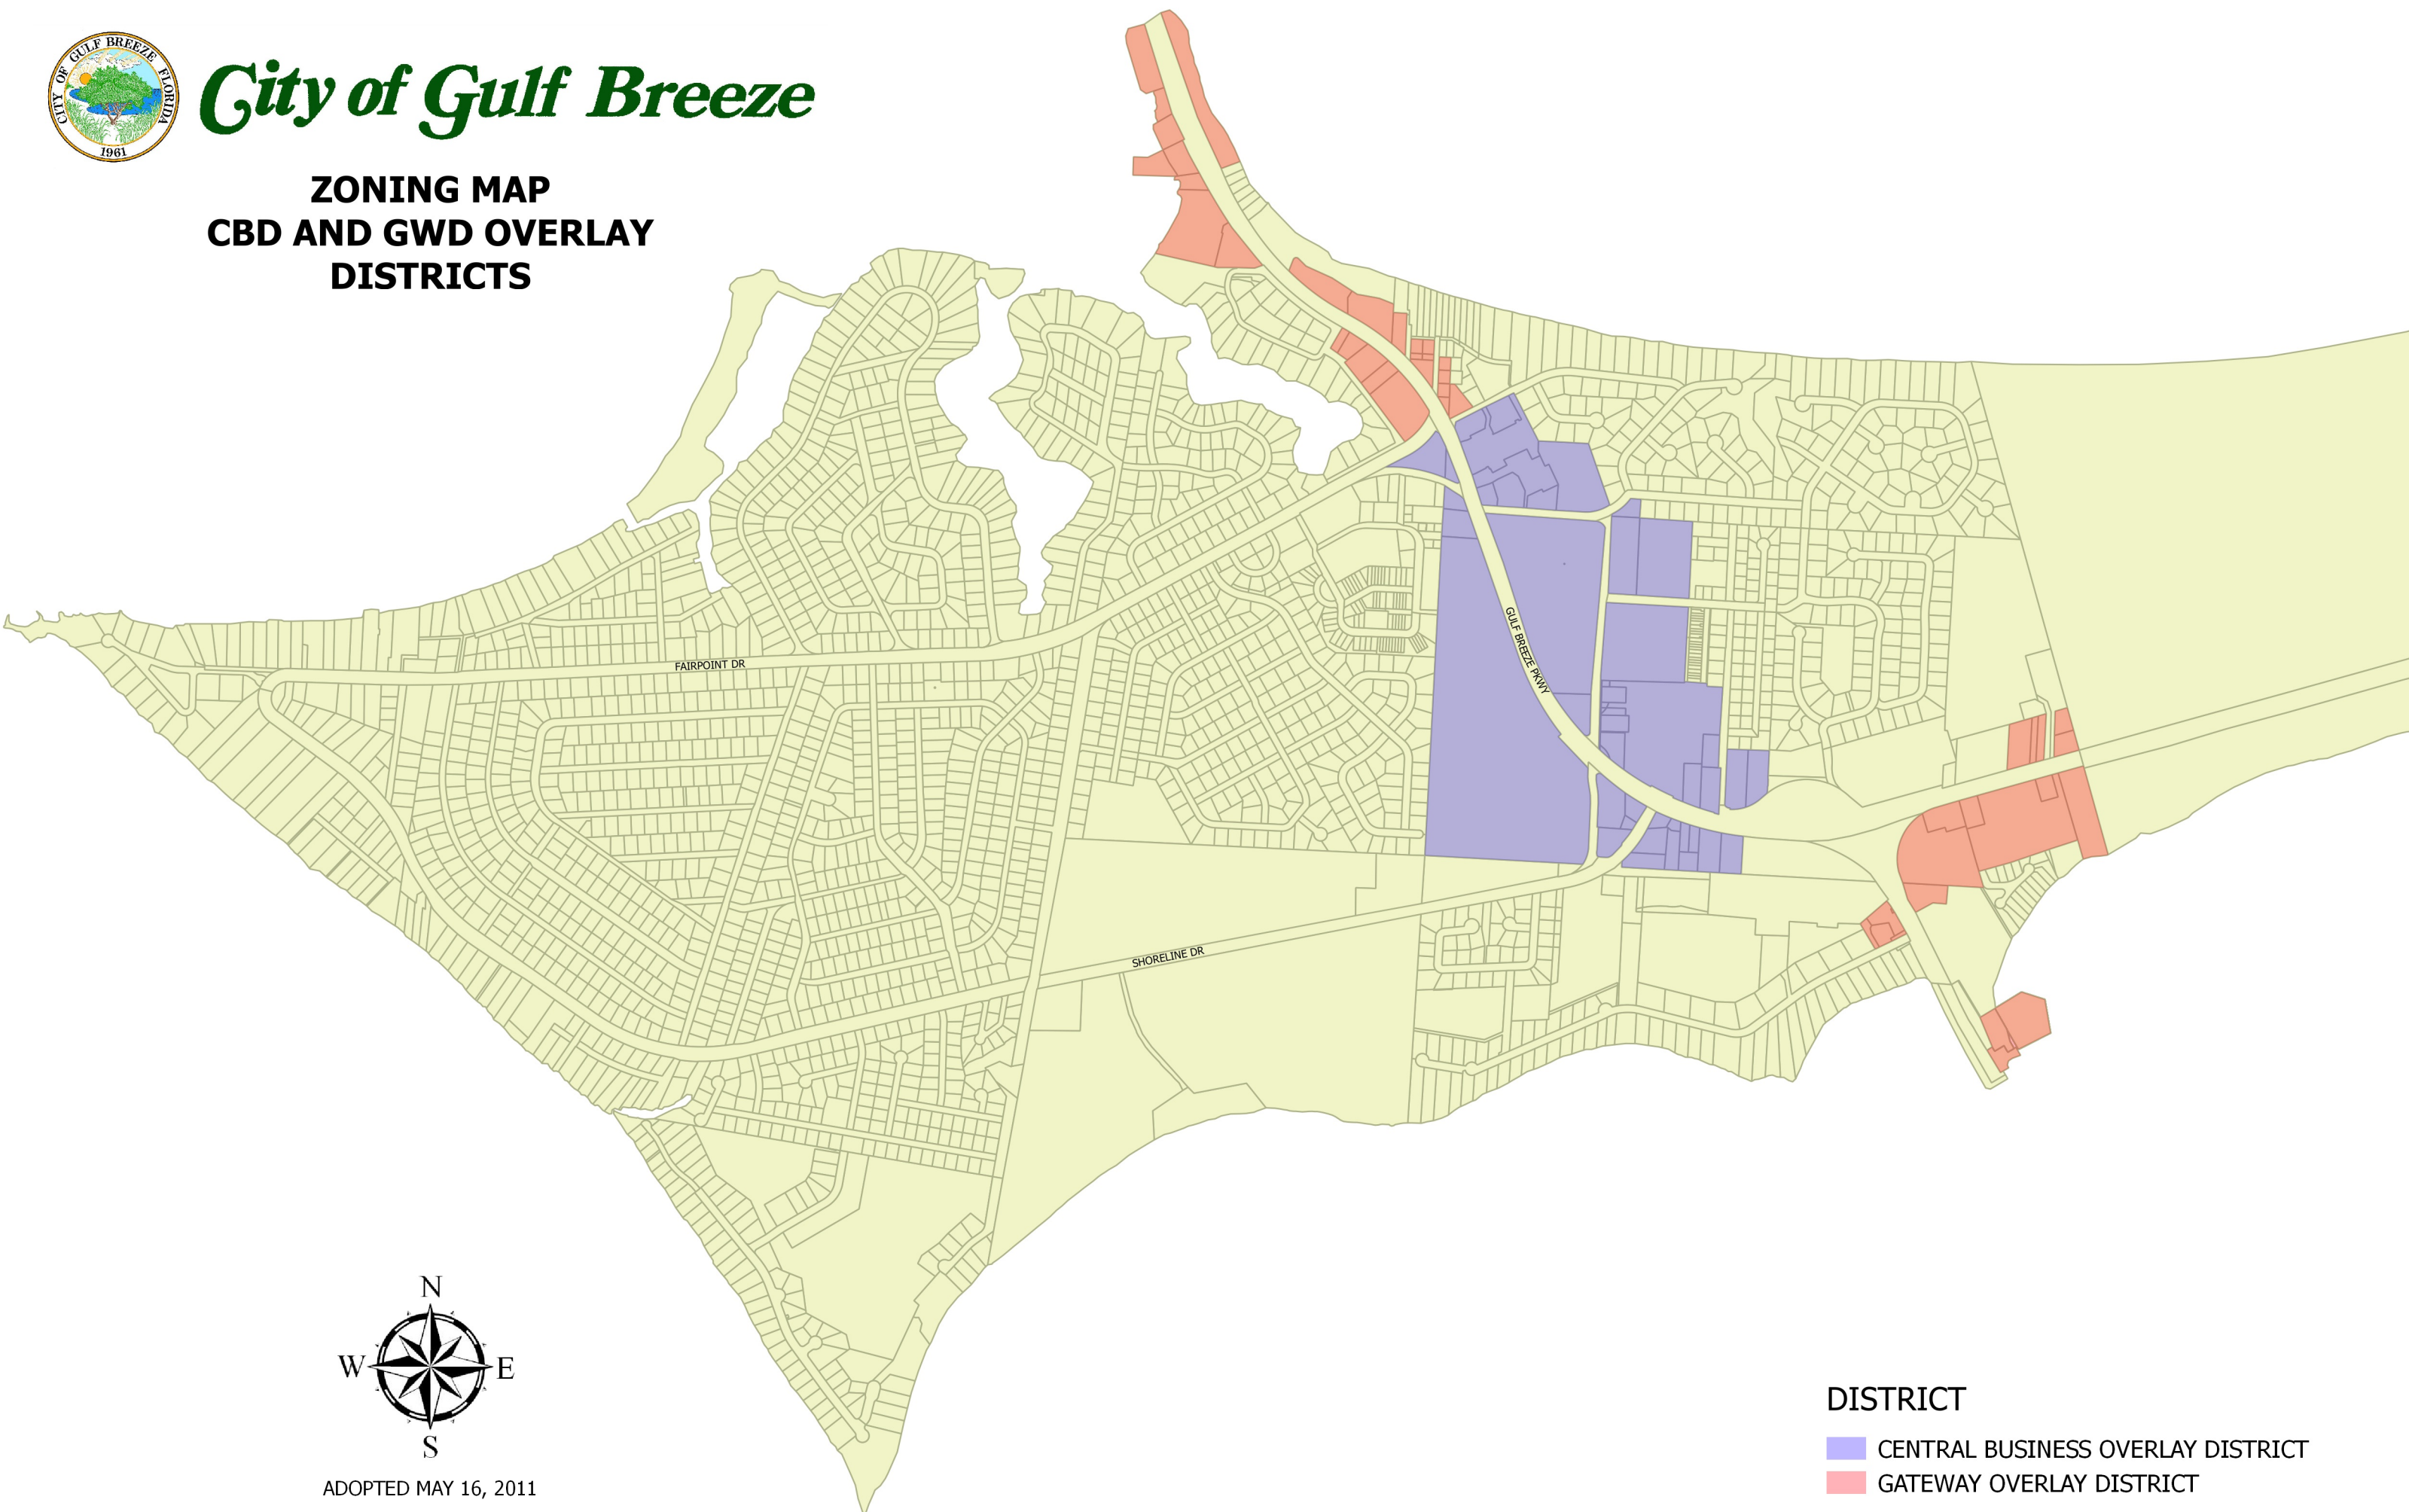 CITY OF GULF BREEZE FLORIDA
1961
City of Gulf Breeze
ZONING MAP
CBD AND GWD OVERLAY
DISTRICTS
GULF BREEZE PKWY
FAIRPOINT DR
SHORELINE DR
N
W E
S
ADOPTED MAY 16, 2011
DISTRICT
CENTRAL BUSINESS OVERLAY DISTRICT
GATEWAY OVERLAY DISTRICT